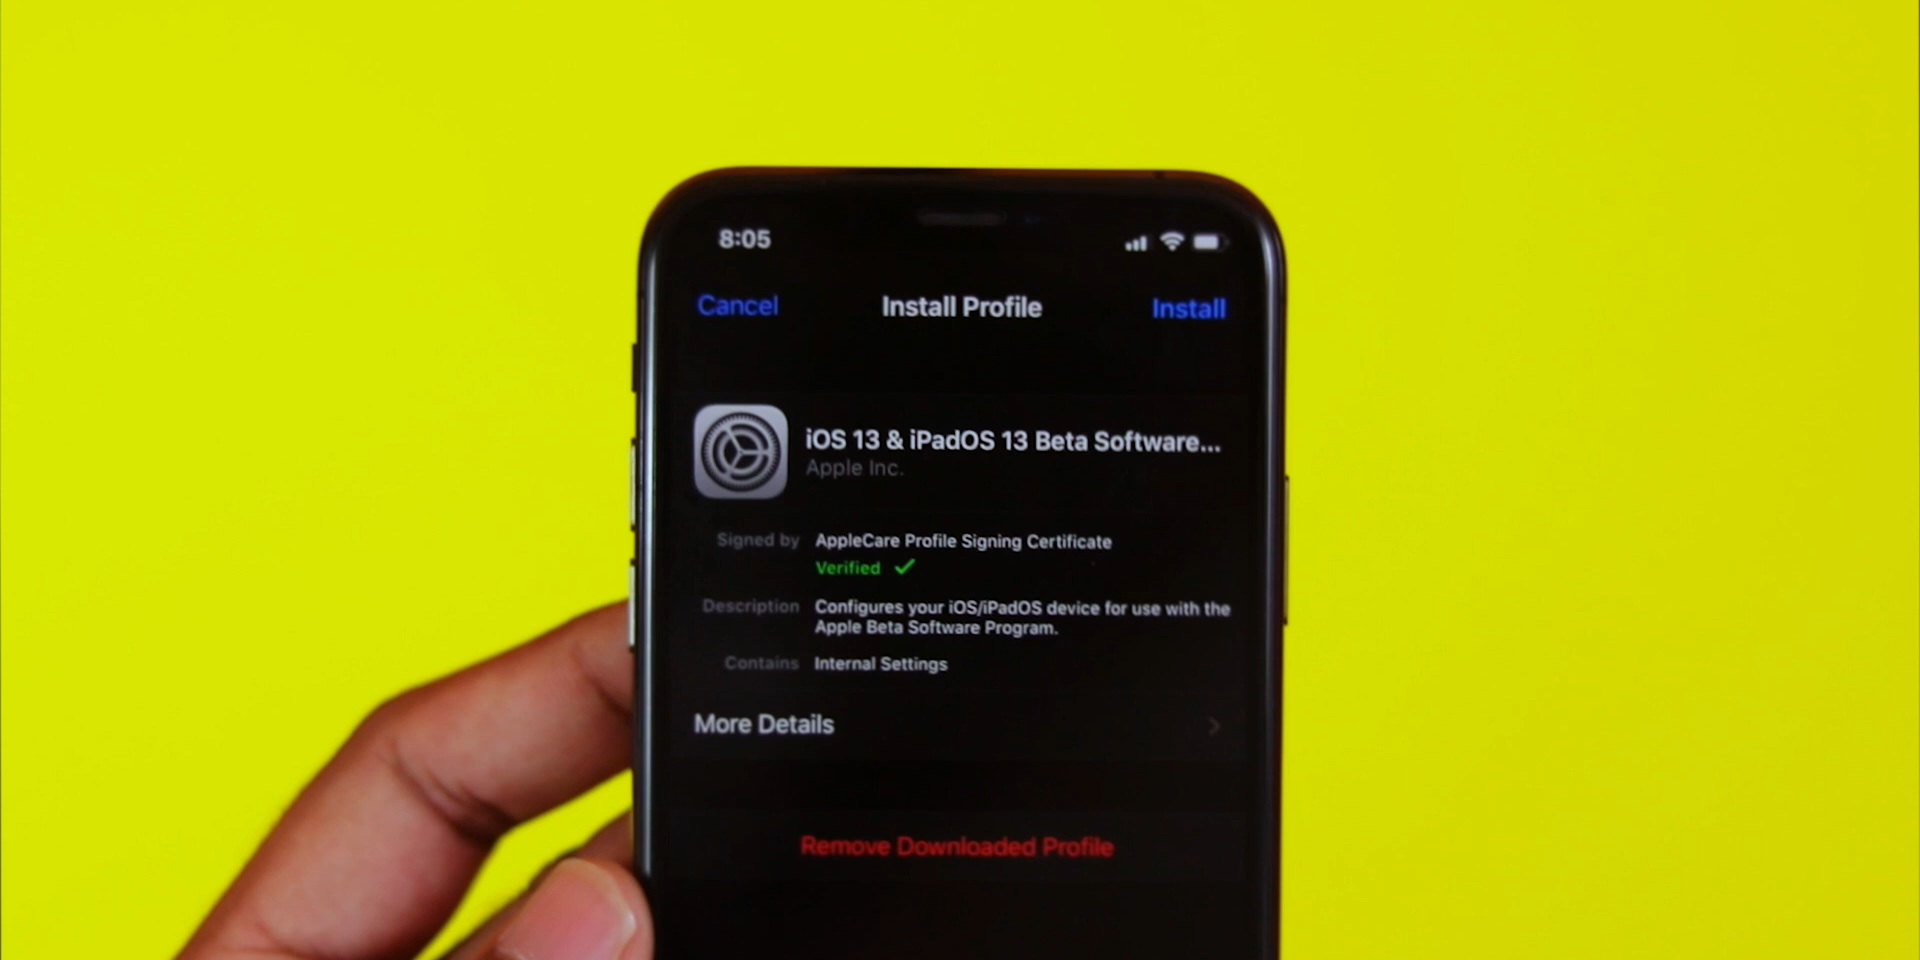 8:05
Cancel Install Profile Install
iOS 13 & iPadOS 13 Beta Software...
Apple Inc.
Signed by AppleCare Profile Signing Certificate
Verified ✓
Description Configures your iOS/iPadOS device for use with the
Apple Beta Software Program.
Contains Internal Settings
More Details
Remove Downloaded Profile